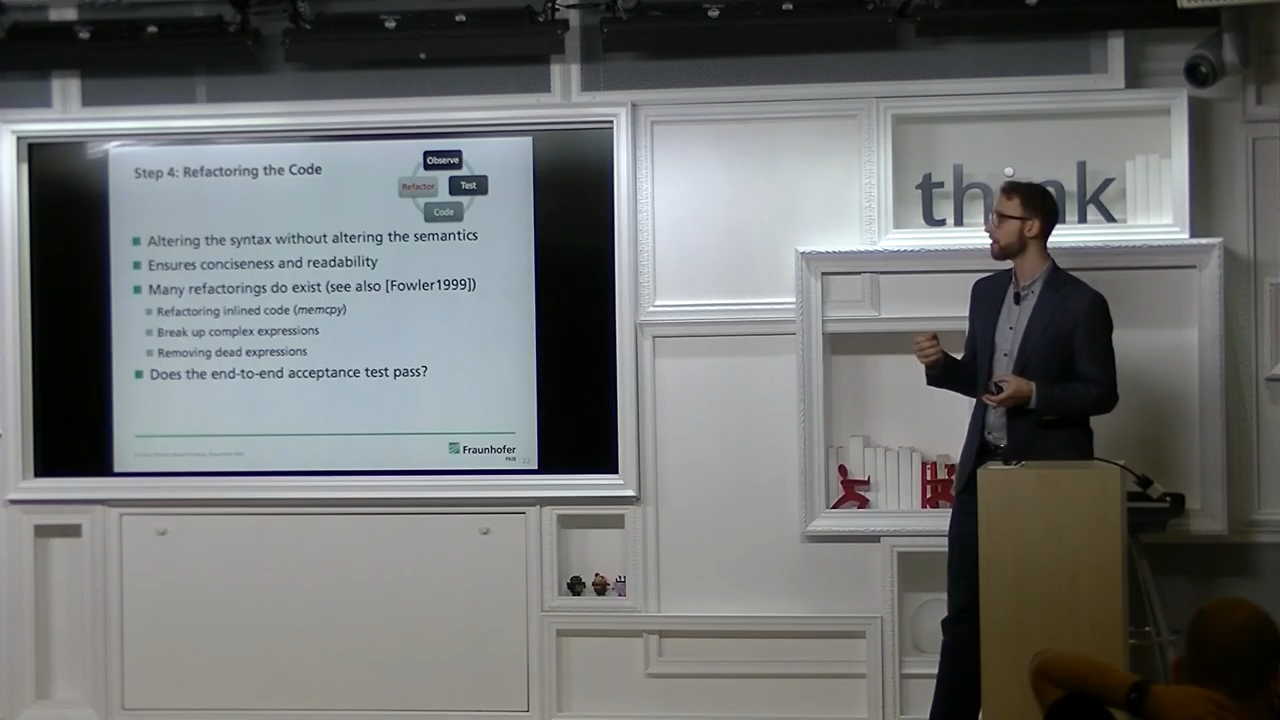 Step 4: Refactoring the Code
Observe
Refactor
Test
Code
Altering the syntax without altering the semantics
Ensures conciseness and readability
Many refactorings do exist (see also [Fowler1999])
Refactoring inlined code (memcpy)
Break up complex expressions
Removing dead expressions
Does the end-to-end acceptance test pass?
Fraunhofer
FKIE
22
think